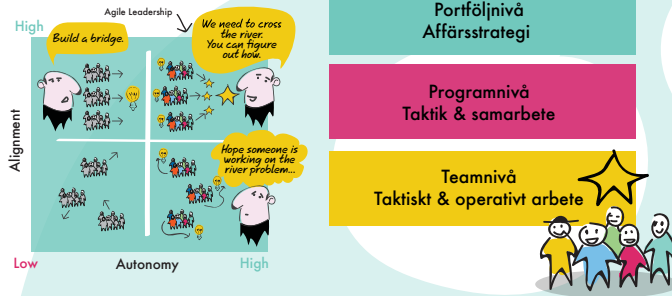 Agile Leadership
High
Build a bridge.
We need to cross
the river.
You can figure
out how.
Alignment
Hope someone is
working on the
river problem...
Low
Autonomy
High
Portföljnivå
Affärsstrategi
Programnivå
Taktik & samarbete
Teamnivå
Taktiskt & operativt arbete